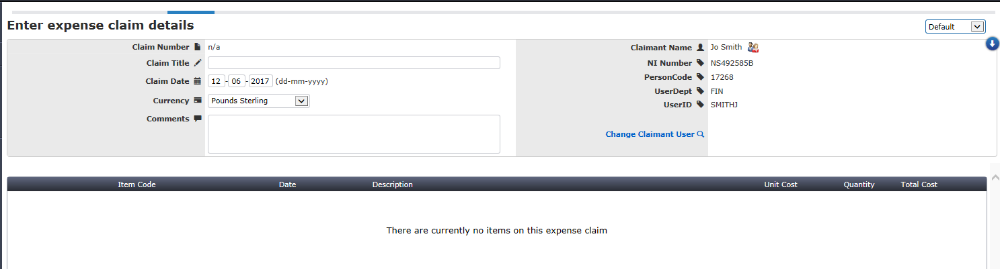 Enter expense claim details
Default
Claim Number n/a
Claim Title
Claim Date 12-06-2017 (dd-mm-yyyy)
Currency Pounds Sterling
Comments
Claimant Name Jo Smith
NI Number NS492585B
PersonCode 17268
UserDept FIN
UserID SMITHJ
Change Claimant User
Item Code Date Description Unit Cost Quantity Total Cost
There are currently no items on this expense claim